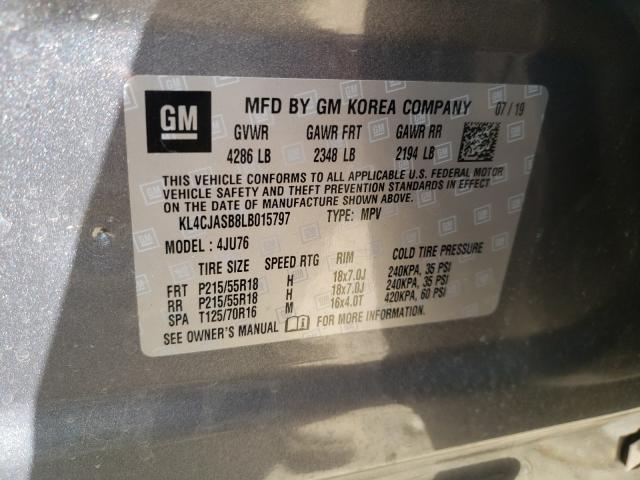 GM MFD BY GM KOREA COMPANY 07/19
GVWR GAWR FRT GAWR RR
4286 LB 2348 LB 2194 LB
THIS VEHICLE CONFORMS TO ALL APPLICABLE U.S. FEDERAL MOTOR
VEHICLE SAFETY AND THEFT PREVENTION STANDARDS IN EFFECT
ON THE DATE OF MANUFACTURE SHOWN ABOVE.
KL4CJASB8LB015797 TYPE: MPV
MODEL : 4JU76
TIRE SIZE SPEED RTG RIM COLD TIRE PRESSURE
FRT P215/55R18 H 18x7.0J 240KPA, 35 PSI
RR P215/55R18 H 18x7.0J 240KPA, 35 PSI
SPA T125/70R16 M 16x4.0T 420KPA, 60 PSI
SEE OWNER'S MANUAL FOR MORE INFORMATION.